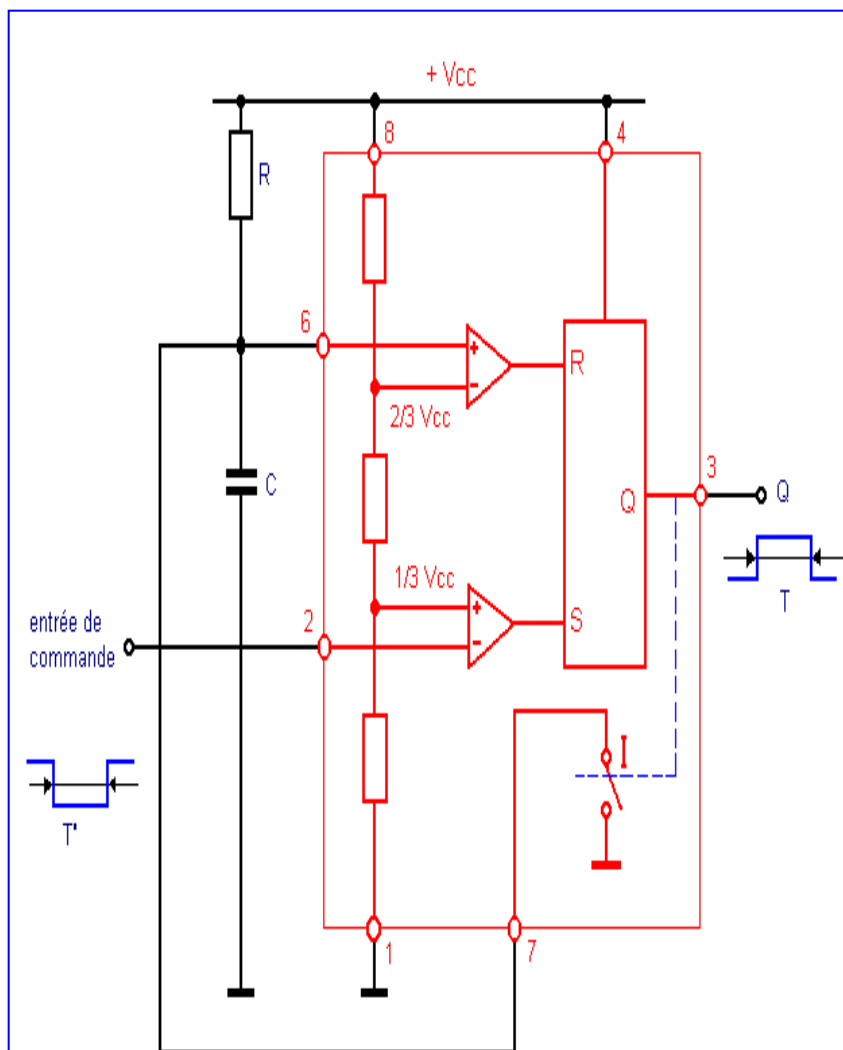 + Vcc
8
4
R
6
+
-
R
2/3 Vcc
C
3
Q
Q
1/3 Vcc
T
+
-
S
2
entrée de
commande
I
T'
1
7